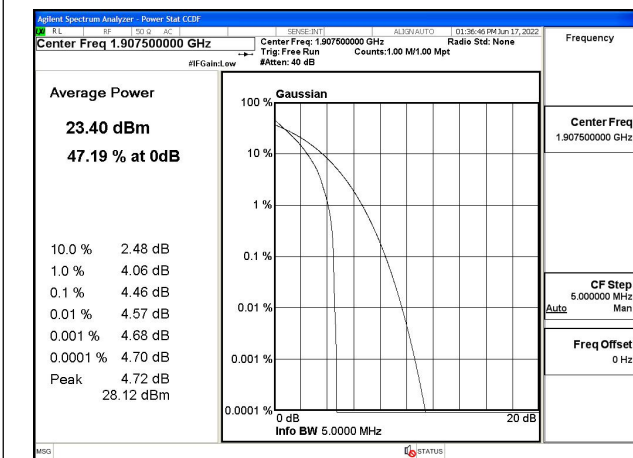 Agilent Spectrum Analyzer - Power Stat CCDF
LXI RL RF 50 Ω AC SENSE:INT ALIGN AUTO 01:36:46 PM Jun 17, 2022
Center Freq 1.907500000 GHz
Center Freq: 1.907500000 GHz Radio Std: None
Trig: Free Run Counts:1.00 M/1.00 Mpt
#IFGain:Low #Atten: 40 dB
Frequency
Average Power
23.40 dBm
47.19 % at 0dB
10.0 % 2.48 dB
1.0 % 4.06 dB
0.1 % 4.46 dB
0.01 % 4.57 dB
0.001 % 4.68 dB
0.0001 % 4.70 dB
Peak 4.72 dB
28.12 dBm
Gaussian
100 %
10 %
1 %
0.1 %
0.01 %
0.001 %
0.0001 %
0 dB 20 dB
Info BW 5.0000 MHz
Center Freq
1.907500000 GHz
CF Step
5.000000 MHz
Auto Man
Freq Offset
0 Hz
MSG STATUS